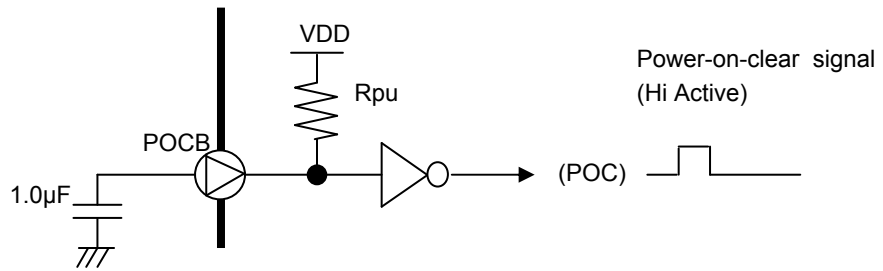 VDD
Power-on-clear signal
(Hi Active)
Rpu
POCB
(POC)
1.0µF